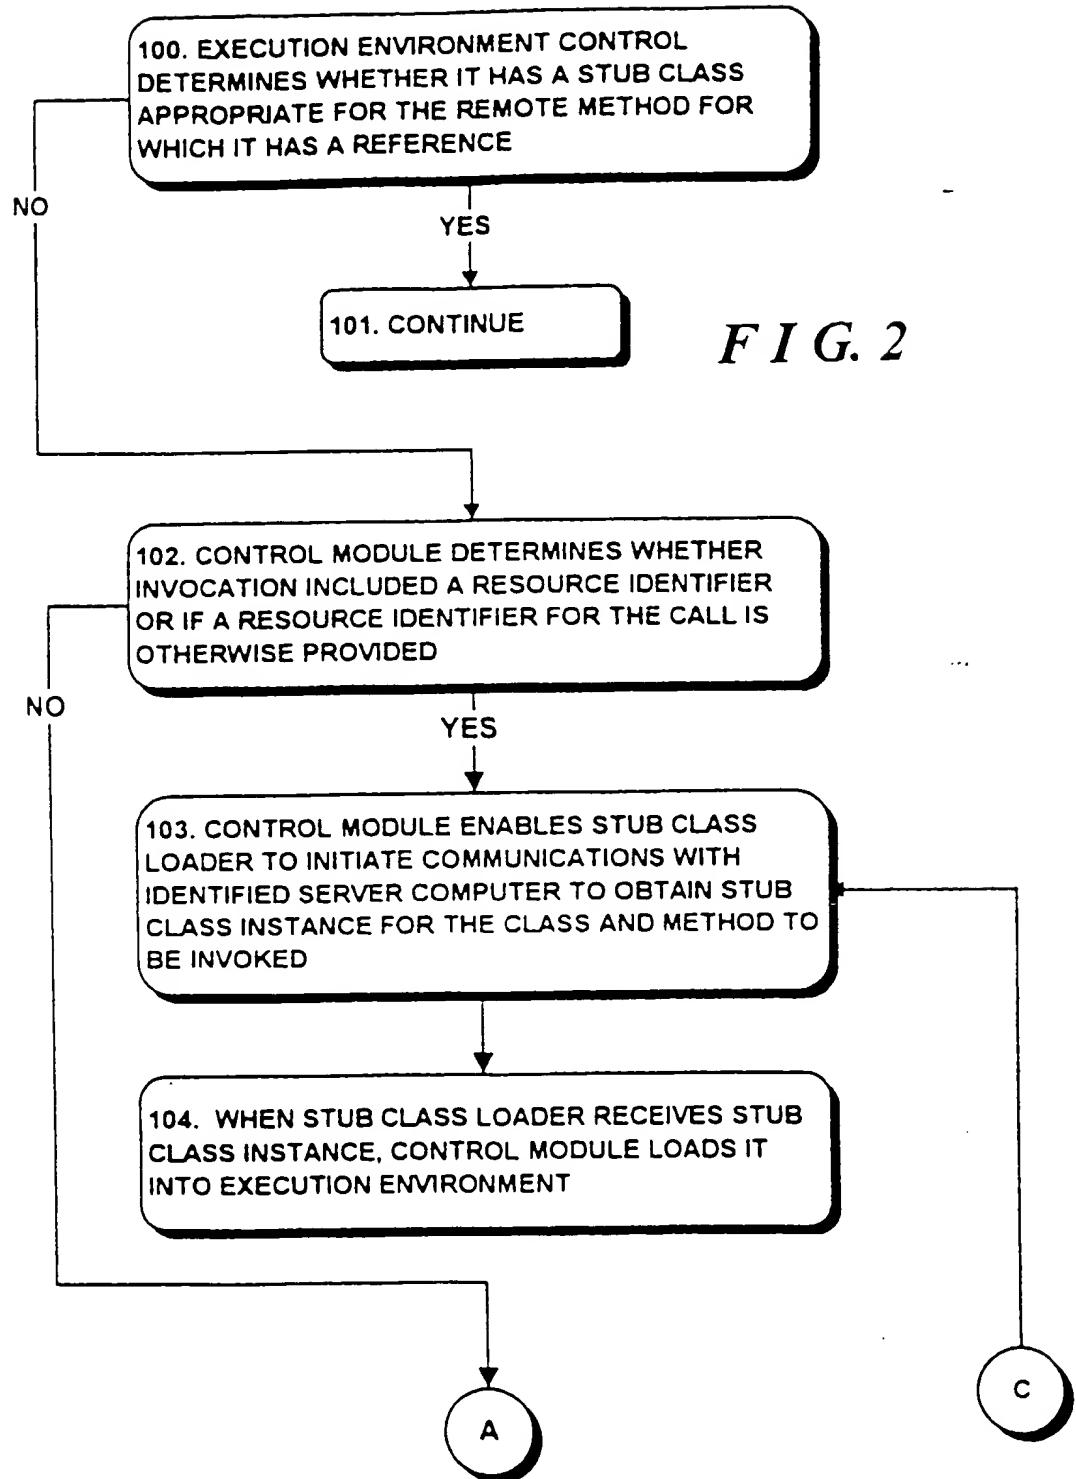 100. EXECUTION ENVIRONMENT CONTROL
DETERMINES WHETHER IT HAS A STUB CLASS
APPROPRIATE FOR THE REMOTE METHOD FOR
WHICH IT HAS A REFERENCE
NO
YES
101. CONTINUE
FIG. 2
102. CONTROL MODULE DETERMINES WHETHER
INVOCATION INCLUDED A RESOURCE IDENTIFIER
OR IF A RESOURCE IDENTIFIER FOR THE CALL IS
OTHERWISE PROVIDED
NO
YES
103. CONTROL MODULE ENABLES STUB CLASS
LOADER TO INITIATE COMMUNICATIONS WITH
IDENTIFIED SERVER COMPUTER TO OBTAIN STUB
CLASS INSTANCE FOR THE CLASS AND METHOD TO
BE INVOKED
104. WHEN STUB CLASS LOADER RECEIVES STUB
CLASS INSTANCE, CONTROL MODULE LOADS IT
INTO EXECUTION ENVIRONMENT
C
A